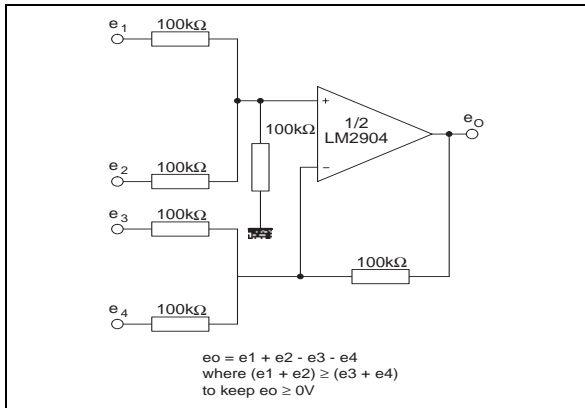 e1
100kΩ
100kΩ
1/2
LM2904
+
-
eO
e2
100kΩ
e3
100kΩ
100kΩ
e4
100kΩ
eo = e1 + e2 - e3 - e4
where (e1 + e2) ≥ (e3 + e4)
to keep eo ≥ 0V